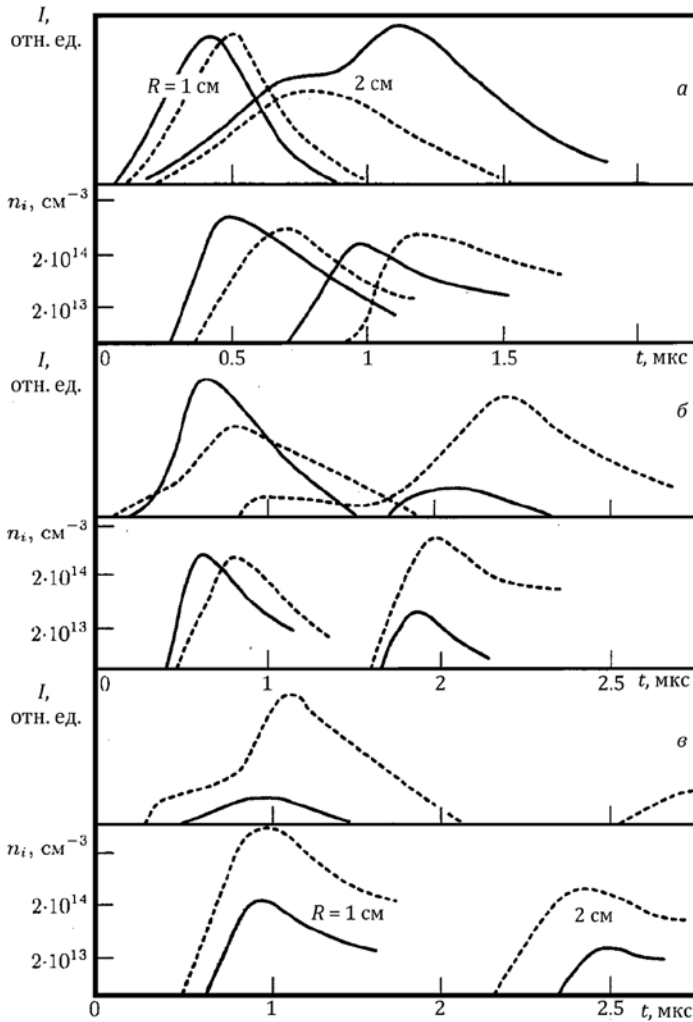 I,
отн. ед.
R = 1 см
2 см
а
n_i, см⁻³
2·10¹⁴
2·10¹³
0
0.5
1
1.5
t, мкс
I,
отн. ед.
б
n_i, см⁻³
2·10¹⁴
2·10¹³
0
1
2
2.5
t, мкс
I,
отн. ед.
в
n_i, см⁻³
R = 1 см
2 см
2·10¹⁴
2·10¹³
0
1
2
2.5
t, мкс